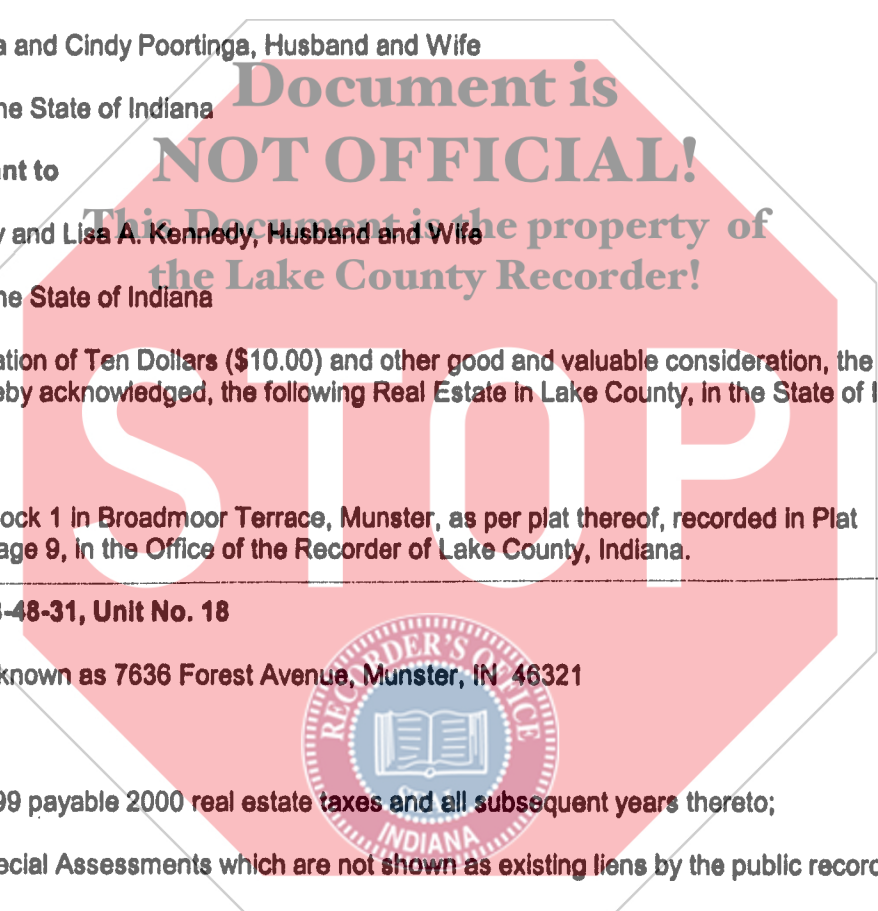 a and Cindy Poortinga, Husband and Wife
Document is
he State of Indiana
NOT OFFICIAL!
nt to
This Document is the property of
y and Lisa A. Kennedy, Husband and Wife
the Lake County Recorder!
he State of Indiana
ation of Ten Dollars ($10.00) and other good and valuable consideration, the
eby acknowledged, the following Real Estate in Lake County, in the State of I
STOP
ock 1 in Broadmoor Terrace, Munster, as per plat thereof, recorded in Plat
age 9, in the Office of the Recorder of Lake County, Indiana.
-48-31, Unit No. 18
RECORDER'S OFFICE
known as 7636 Forest Avenue, Munster, IN 46321
99 payable 2000 real estate taxes and all subsequent years thereto;
SEAL
INDIANA
ecial Assessments which are not shown as existing liens by the public record